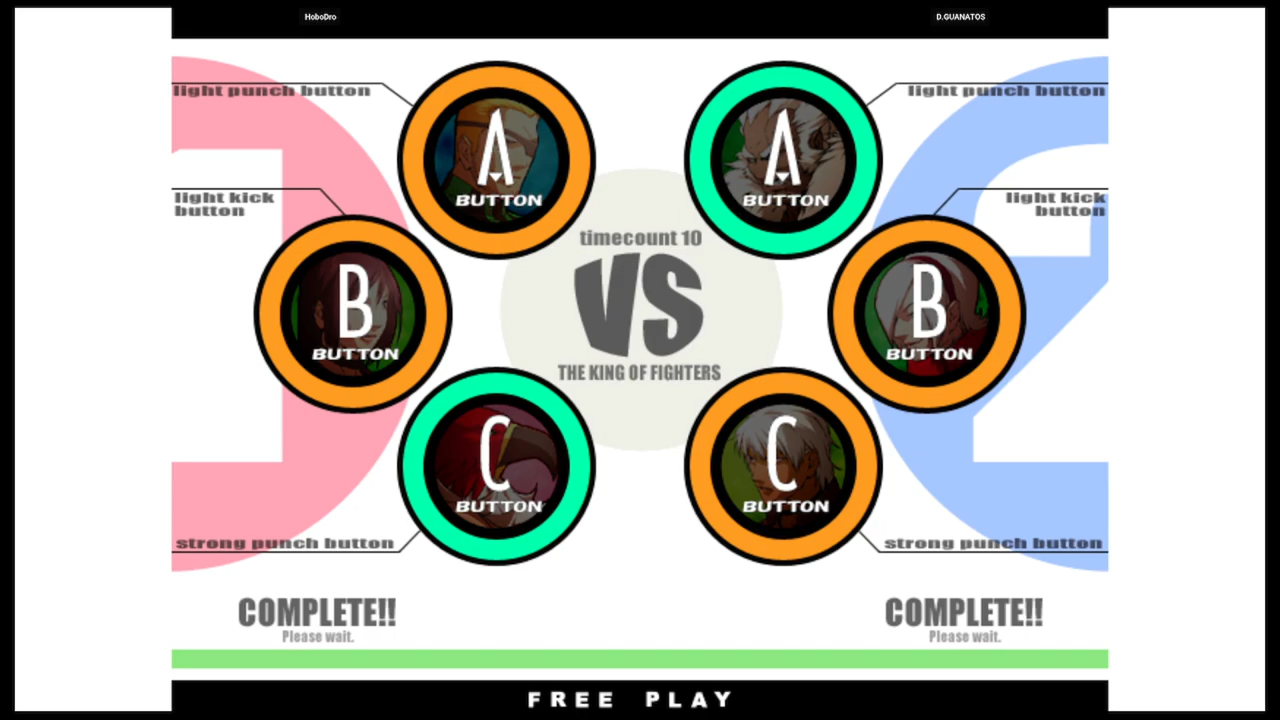 HoboDro
D.GUANATOS
light punch button
light punch button
A
BUTTON
A
BUTTON
light kick
button
light kick
button
timecount 10
VS
THE KING OF FIGHTERS
B
BUTTON
B
BUTTON
C
BUTTON
C
BUTTON
strong punch button
strong punch button
COMPLETE!!
Please wait.
COMPLETE!!
Please wait.
FREE PLAY